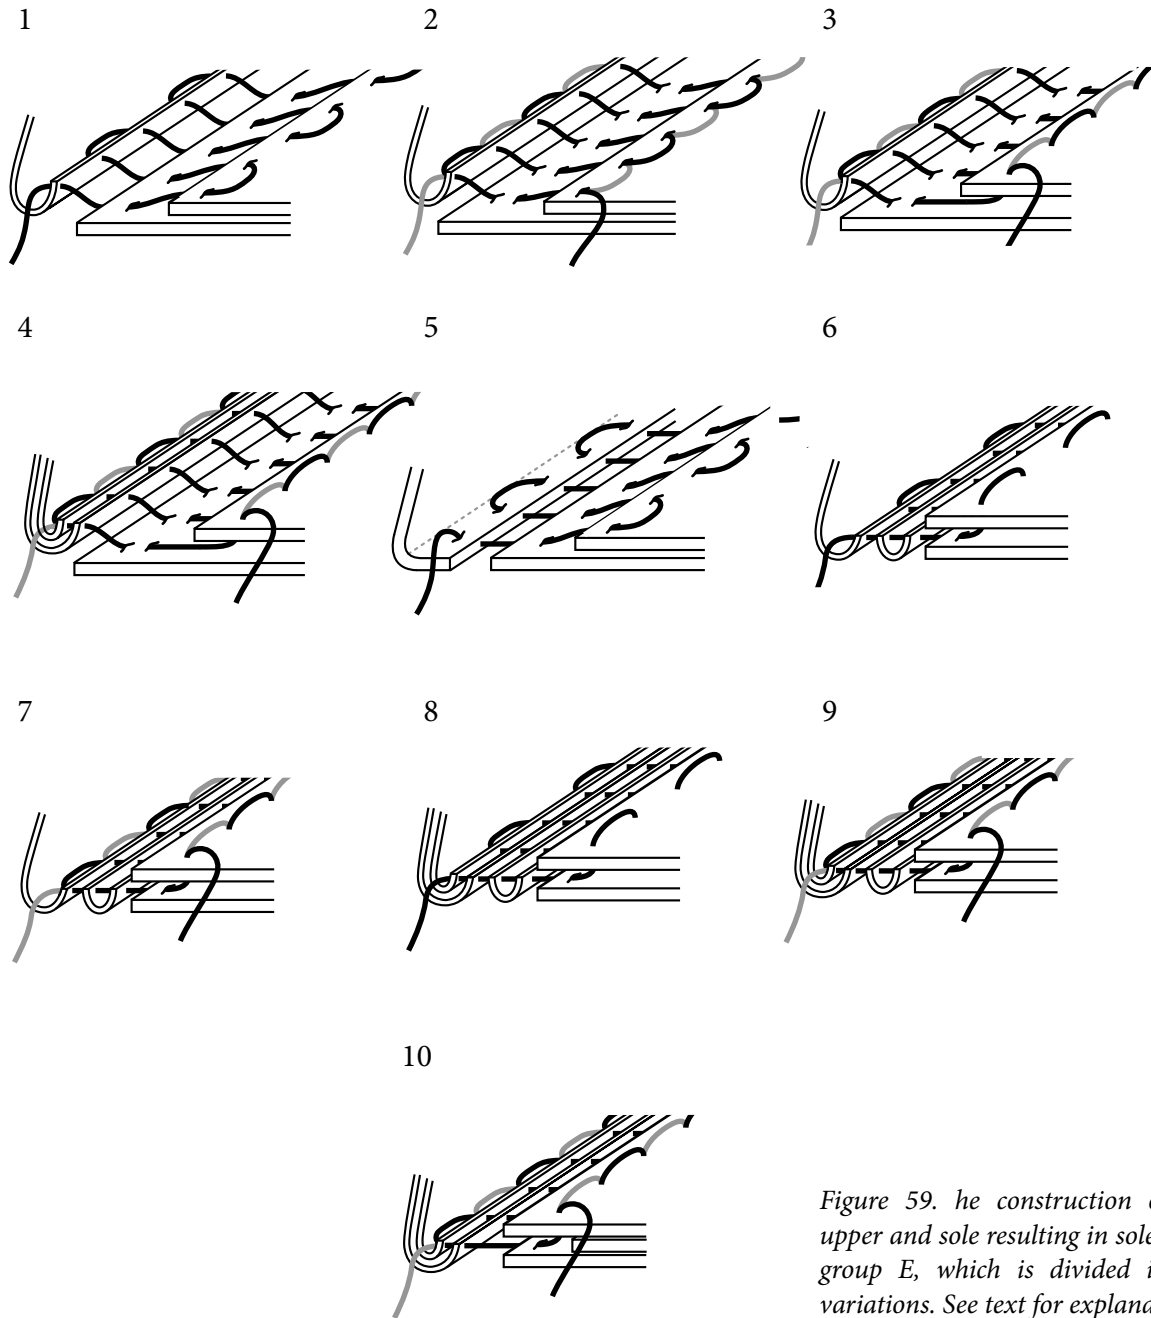 1
2
3
4
5
6
7
8
9
10
Figure 59. he construction
upper and sole resulting in sole
group E, which is divided
variations. See text for